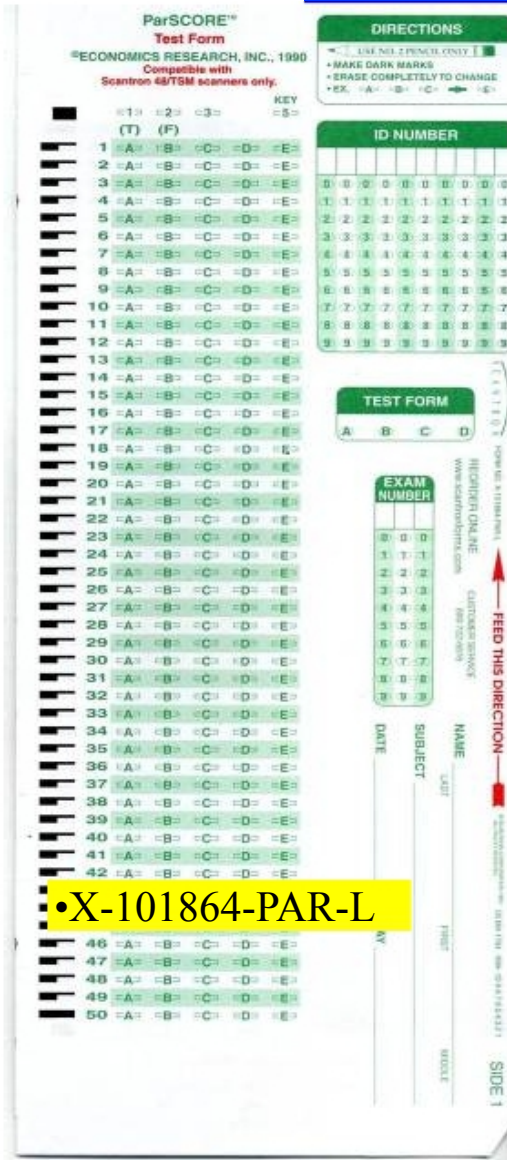 ParSCORE™
Test Form
©ECONOMICS RESEARCH, INC., 1990
Compatible with
Scantron 48/TSM scanners only.
KEY
=1= =2= =3= =5=
(T) (F)
1 =A= =B= =C= =D= =E=
2 =A= =B= =C= =D= =E=
3 =A= =B= =C= =D= =E=
4 =A= =B= =C= =D= =E=
5 =A= =B= =C= =D= =E=
6 =A= =B= =C= =D= =E=
7 =A= =B= =C= =D= =E=
8 =A= =B= =C= =D= =E=
9 =A= =B= =C= =D= =E=
10 =A= =B= =C= =D= =E=
11 =A= =B= =C= =D= =E=
12 =A= =B= =C= =D= =E=
13 =A= =B= =C= =D= =E=
14 =A= =B= =C= =D= =E=
15 =A= =B= =C= =D= =E=
16 =A= =B= =C= =D= =E=
17 =A= =B= =C= =D= =E=
18 =A= =B= =C= =D= =E=
19 =A= =B= =C= =D= =E=
20 =A= =B= =C= =D= =E=
21 =A= =B= =C= =D= =E=
22 =A= =B= =C= =D= =E=
23 =A= =B= =C= =D= =E=
24 =A= =B= =C= =D= =E=
25 =A= =B= =C= =D= =E=
26 =A= =B= =C= =D= =E=
27 =A= =B= =C= =D= =E=
28 =A= =B= =C= =D= =E=
29 =A= =B= =C= =D= =E=
30 =A= =B= =C= =D= =E=
31 =A= =B= =C= =D= =E=
32 =A= =B= =C= =D= =E=
33 =A= =B= =C= =D= =E=
34 =A= =B= =C= =D= =E=
35 =A= =B= =C= =D= =E=
36 =A= =B= =C= =D= =E=
37 =A= =B= =C= =D= =E=
38 =A= =B= =C= =D= =E=
39 =A= =B= =C= =D= =E=
40 =A= =B= =C= =D= =E=
41 =A= =B= =C= =D= =E=
42 =A= =B= =C= =D= =E=
•X-101864-PAR-L
46 =A= =B= =C= =D= =E=
47 =A= =B= =C= =D= =E=
48 =A= =B= =C= =D= =E=
49 =A= =B= =C= =D= =E=
50 =A= =B= =C= =D= =E=
DIRECTIONS
USE NO. 2 PENCIL ONLY
• MAKE DARK MARKS
• ERASE COMPLETELY TO CHANGE
• EX. =A= =B= =C= =E=
ID NUMBER
0 0 0 0 0 0 0 0 0 0
1 1 1 1 1 1 1 1 1 1
2 2 2 2 2 2 2 2 2 2
3 3 3 3 3 3 3 3 3 3
4 4 4 4 4 4 4 4 4 4
5 5 5 5 5 5 5 5 5 5
6 6 6 6 6 6 6 6 6 6
7 7 7 7 7 7 7 7 7 7
8 8 8 8 8 8 8 8 8 8
9 9 9 9 9 9 9 9 9 9
SCANTRON
TEST FORM
A B C D
EXAM
NUMBER
0 0 0
1 1 1
2 2 2
3 3 3
4 4 4
5 5 5
6 6 6
7 7 7
8 8 8
9 9 9
FORM NO. X-101864-PAR-L
REORDER ONLINE
www.scantronforms.com
CUSTOMER SERVICE
FEED THIS DIRECTION
NAME
LAST
FIRST
MIDDLE
SUBJECT
DATE
SIDE 1